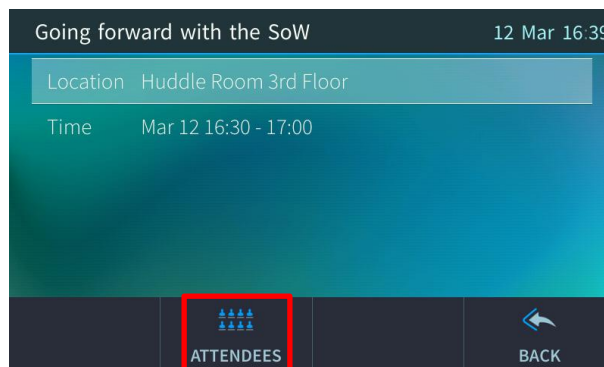 Going forward with the SoW 12 Mar 16:39
Location Huddle Room 3rd Floor
Time Mar 12 16:30 - 17:00
ATTENDEES BACK